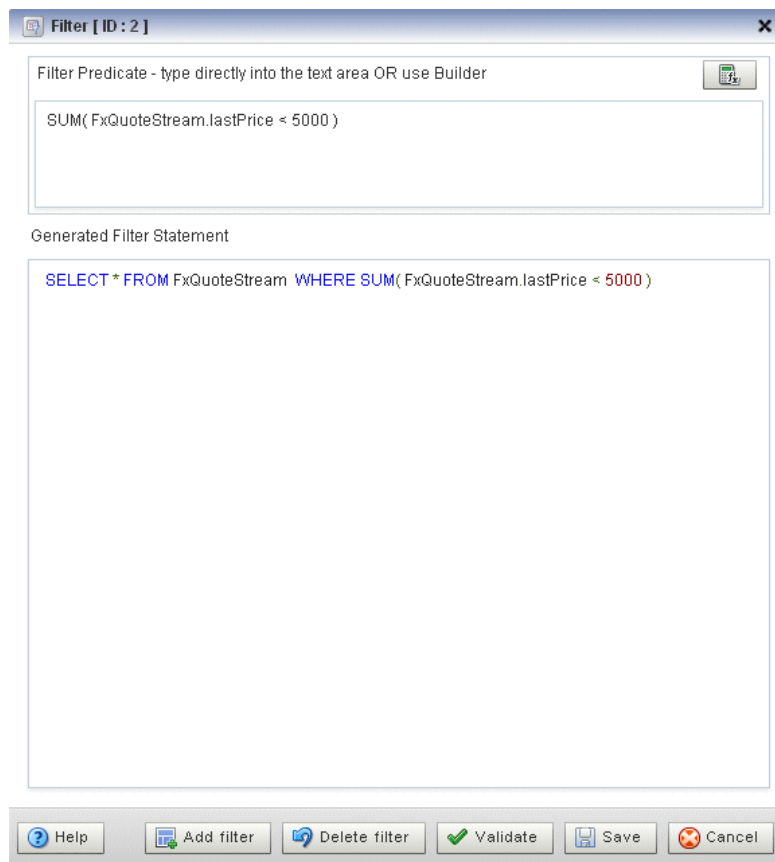 Filter [ ID : 2 ]
Filter Predicate - type directly into the text area OR use Builder
SUM( FxQuoteStream.lastPrice < 5000 )
Generated Filter Statement
SELECT * FROM FxQuoteStream WHERE SUM( FxQuoteStream.lastPrice < 5000 )
Help Add filter Delete filter Validate Save Cancel